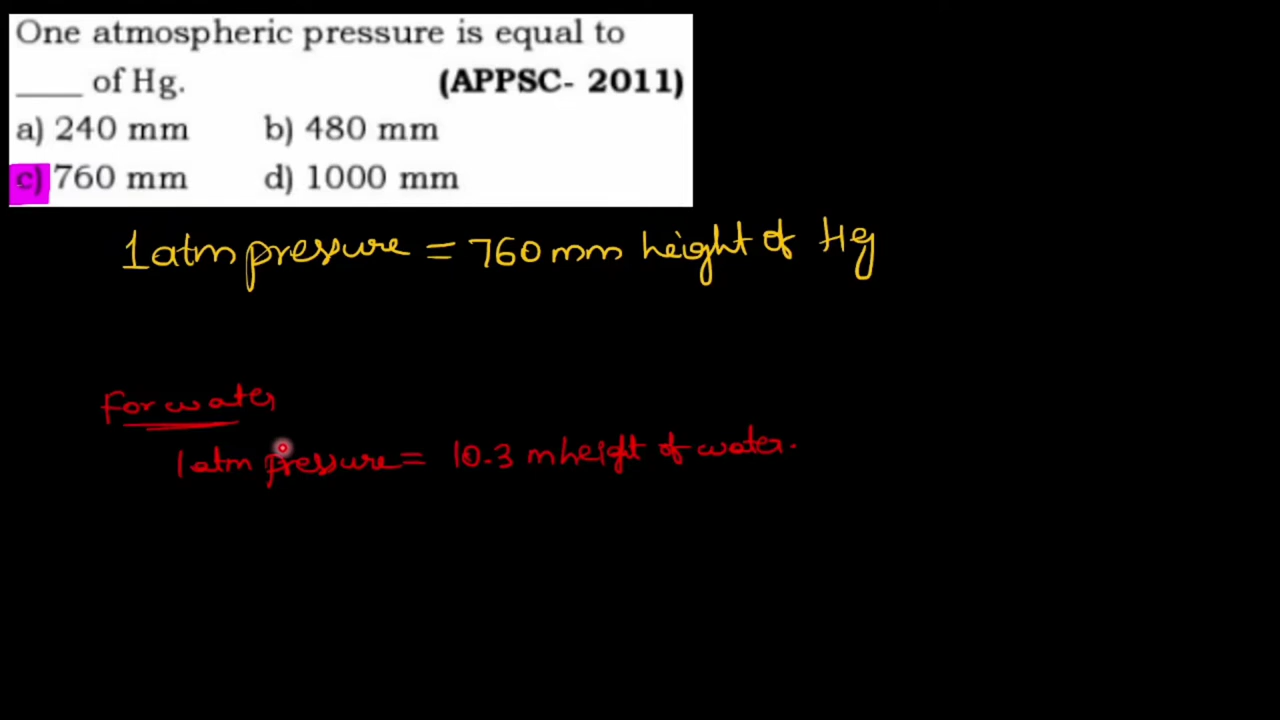 One atmospheric pressure is equal to
____ of Hg. (APPSC- 2011)
a) 240 mm b) 480 mm
c) 760 mm d) 1000 mm
1 atm pressure = 760 mm height of Hg
For water
1 atm pressure = 10.3 m height of water.